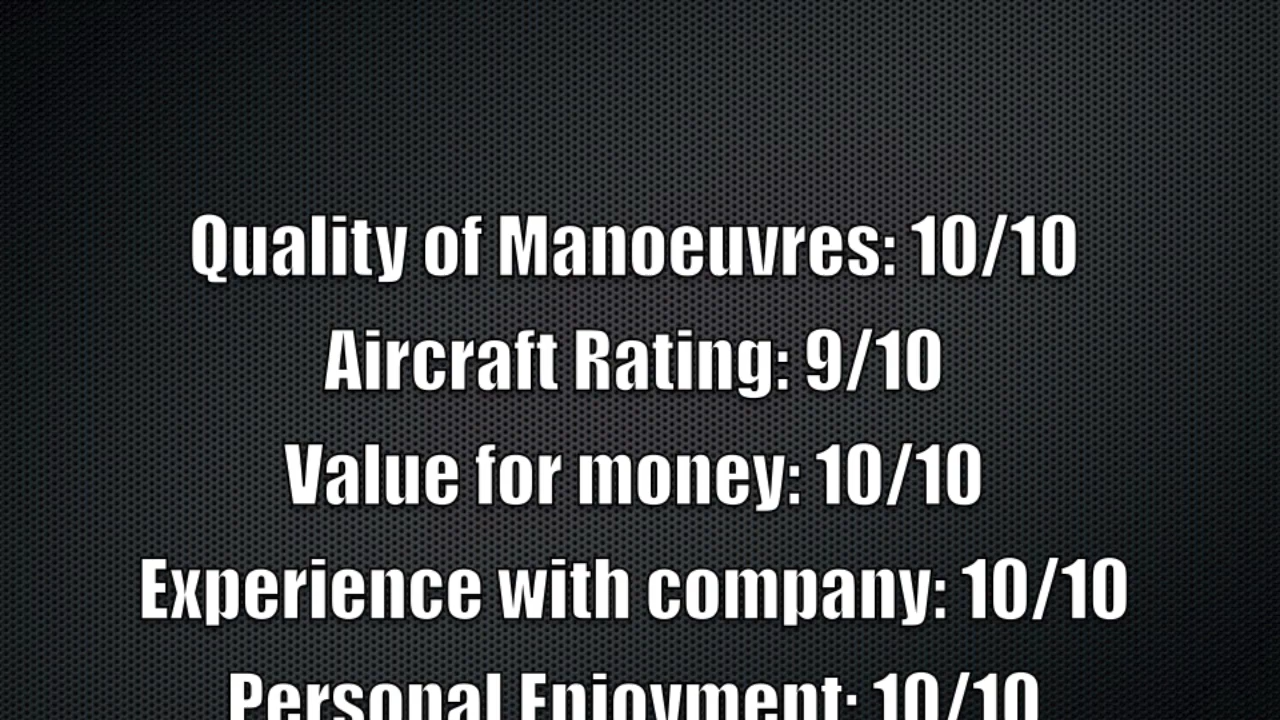 Quality of Manoeuvres: 10/10
Aircraft Rating: 9/10
Value for money: 10/10
Experience with company: 10/10
Personal Enjoyment: 10/10